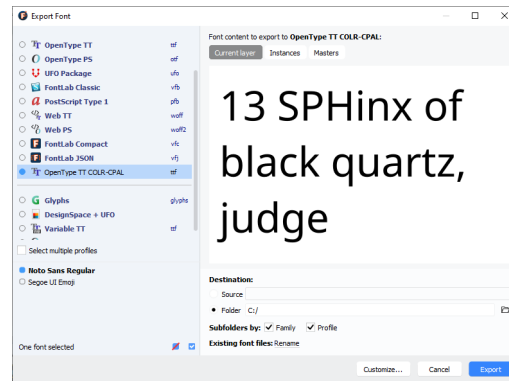 Export Font
OpenType TT ttf
OpenType PS otf
UFO Package ufo
FontLab Classic vfb
PostScript Type 1 pfb
Web TT woff
Web PS woff2
FontLab Compact vfc
FontLab JSON vfj
OpenType TT COLR-CPAL ttf
Glyphs glyphs
DesignSpace + UFO
Variable TT ttf
Select multiple profiles
Noto Sans Regular
Segoe UI Emoji
One font selected
Font content to export to OpenType TT COLR-CPAL:
Current layer Instances Masters
13 SPHinx of
black quartz,
judge
Destination:
Source
Folder C:/
Subfolders by: Family Profile
Existing font files: Rename
Customize... Cancel Export